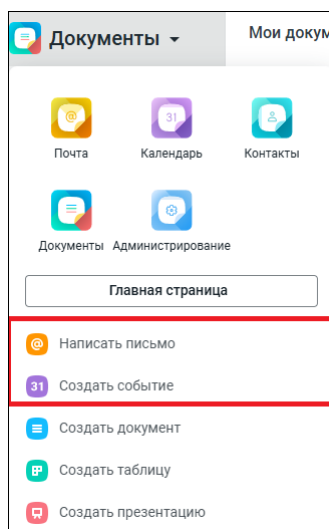 Документы
Мои докум
@
31
Почта
Календарь
Контакты
Документы
Администрирование
Главная страница
@ Написать письмо
31 Создать событие
Создать документ
Создать таблицу
Создать презентацию